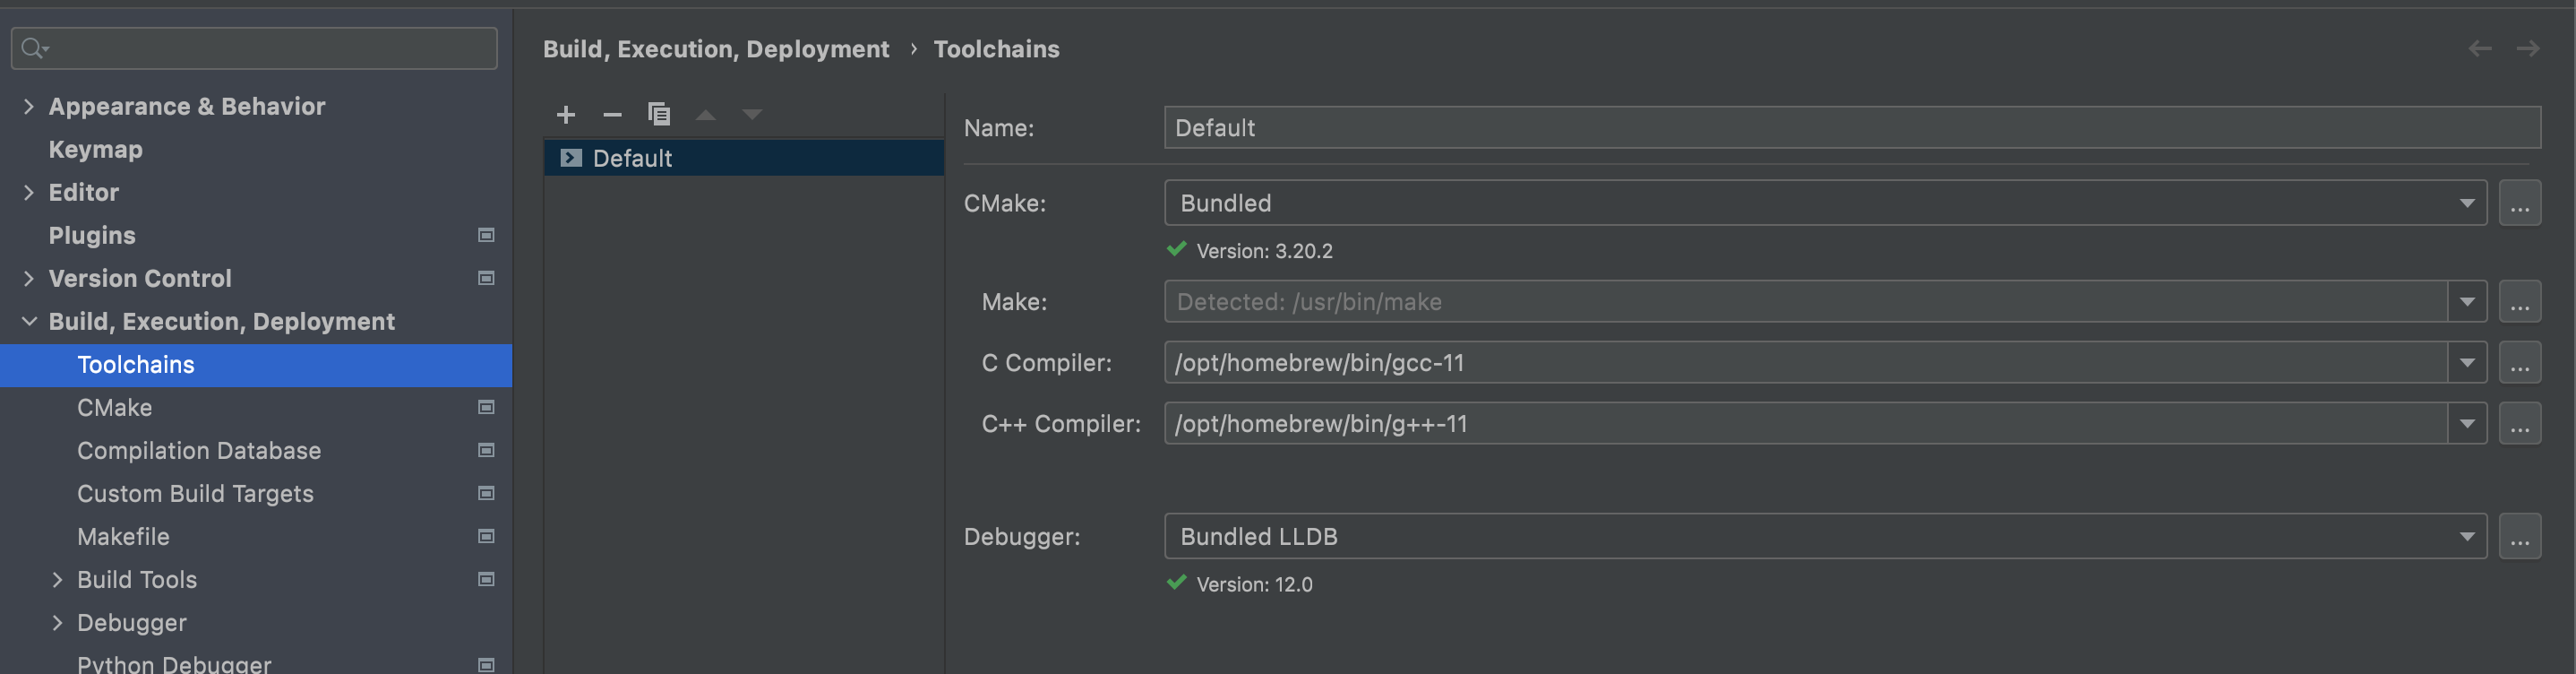 Appearance & Behavior
Keymap
Editor
Plugins
Version Control
Build, Execution, Deployment
Toolchains
CMake
Compilation Database
Custom Build Targets
Makefile
Build Tools
Debugger
Python Debugger
Build, Execution, Deployment › Toolchains
Default
Name: Default
CMake: Bundled ...
Version: 3.20.2
Make: Detected: /usr/bin/make ...
C Compiler: /opt/homebrew/bin/gcc-11 ...
C++ Compiler: /opt/homebrew/bin/g++-11 ...
Debugger: Bundled LLDB ...
Version: 12.0